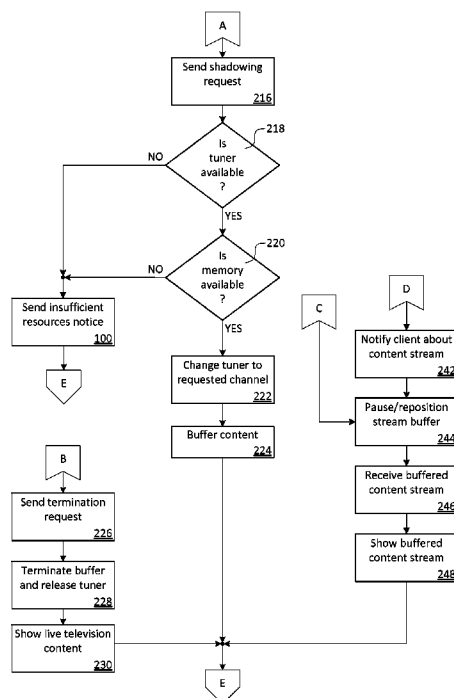 A
Send shadowing
request
216
218
Is
tuner
available
?
NO
YES
220
Is
memory
available
?
NO
YES
Send insufficient
resources notice
100
E
Change tuner to
requested channel
222
Buffer content
224
B
Send termination
request
226
Terminate buffer
and release tuner
228
Show live television
content
230
C
D
Notify client about
content stream
242
Pause/reposition
stream buffer
244
Receive buffered
content stream
246
Show buffered
content stream
248
E